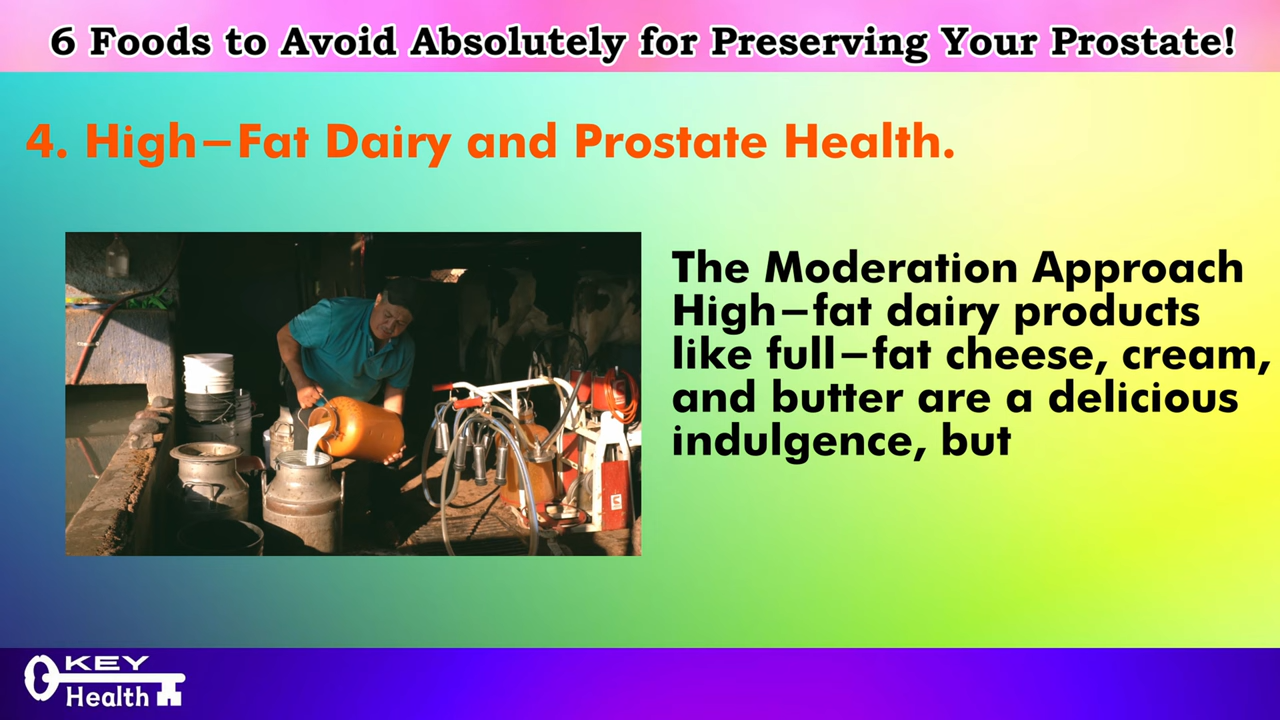 6 Foods to Avoid Absolutely for Preserving Your Prostate!
4. High-Fat Dairy and Prostate Health.
The Moderation Approach
High-fat dairy products
like full-fat cheese, cream,
and butter are a delicious
indulgence, but
KEY
Health